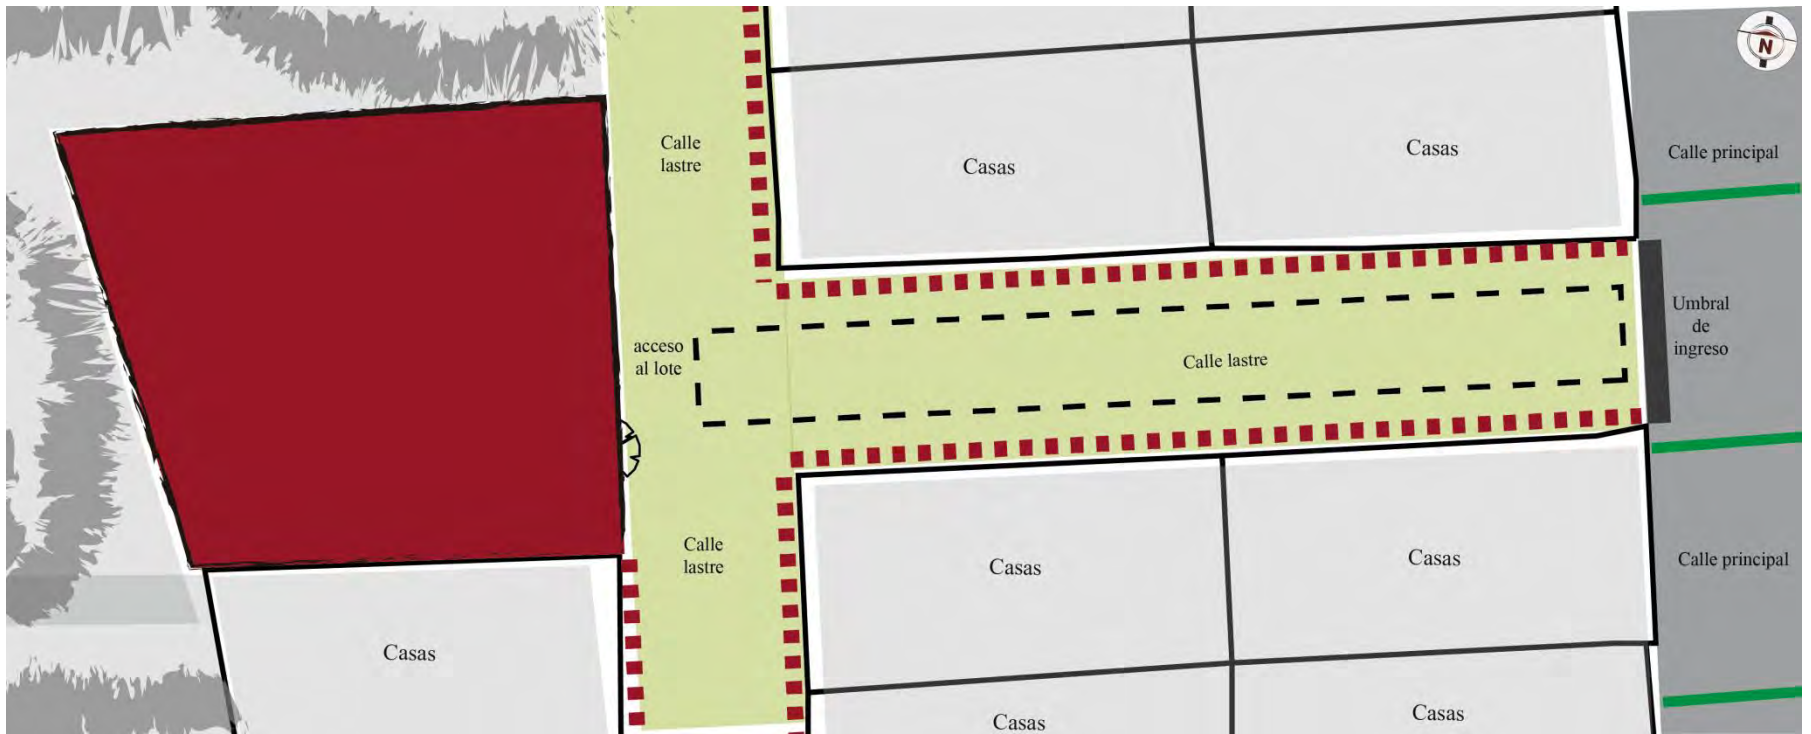 N
Calle
lastre
Casas
Casas
Calle principal
Umbral
de
ingreso
acceso
al lote
Calle lastre
Calle
lastre
Casas
Casas
Calle principal
Casas
Casas
Casas